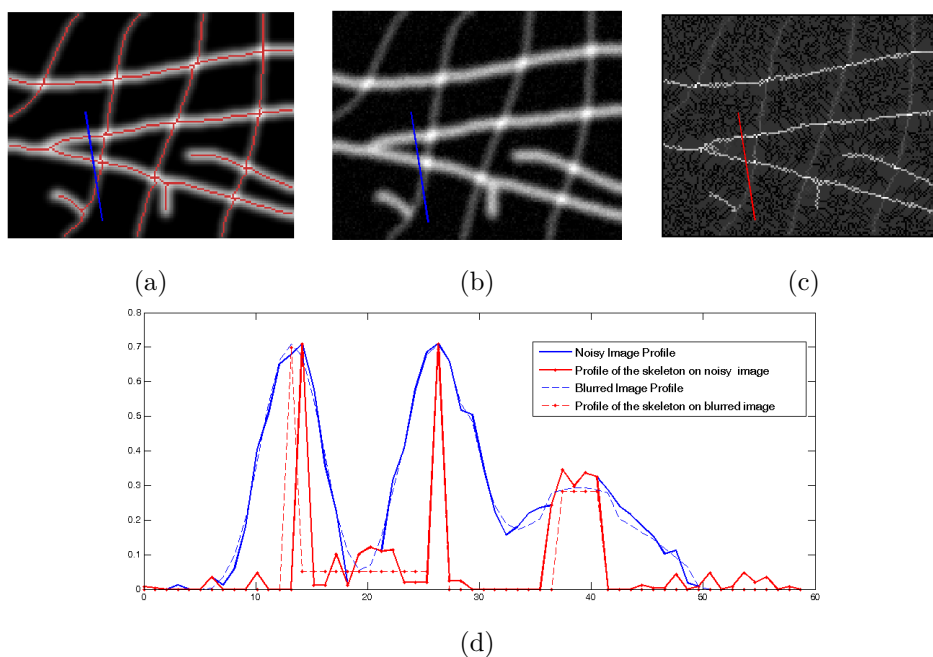 (a) (b) (c)
0.8
0.7
0.6
0.5
0.4
0.3
0.2
0.1
0
0 10 20 30 40 50 60
Noisy Image Profile
Profile of the skeleton on noisy image
Blurred Image Profile
Profile of the skeleton on blurred image
(d)